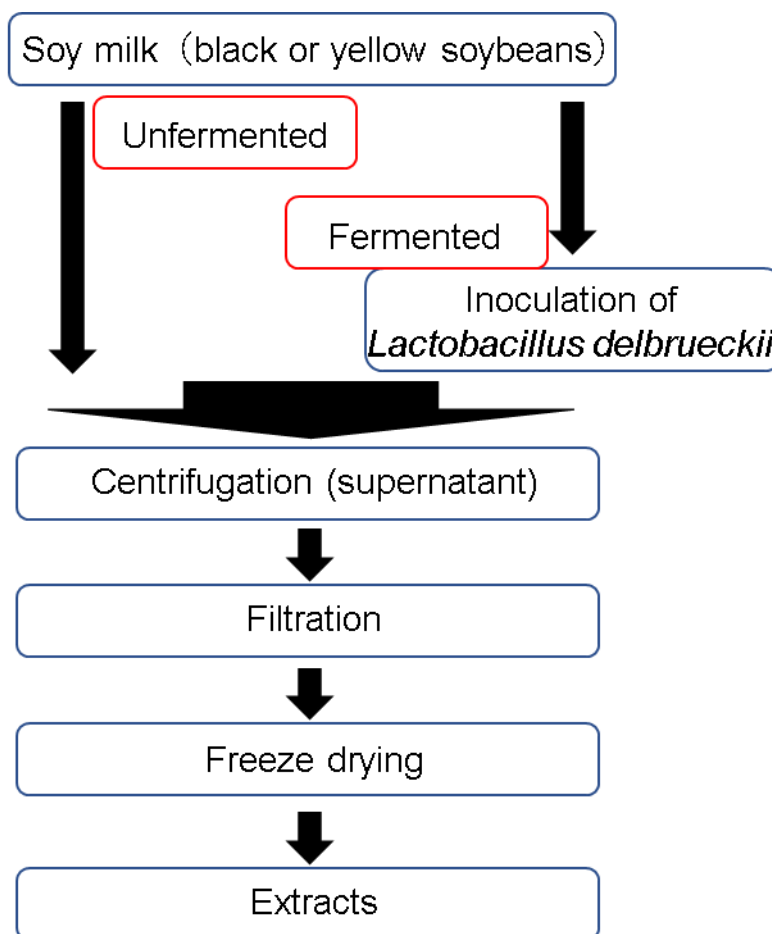 Soy milk（black or yellow soybeans）
Unfermented
Fermented
Inoculation of
Lactobacillus delbrueckii
Centrifugation (supernatant)
Filtration
Freeze drying
Extracts